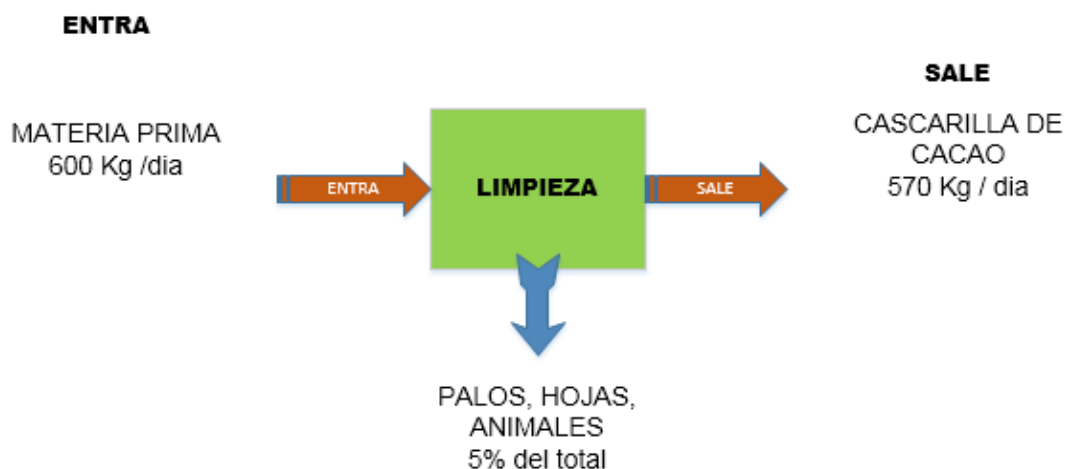 ENTRA
SALE
MATERIA PRIMA
600 Kg /dia
CASCARILLA DE
CACAO
570 Kg / dia
ENTRA
LIMPIEZA
SALE
PALOS, HOJAS,
ANIMALES
5% del total